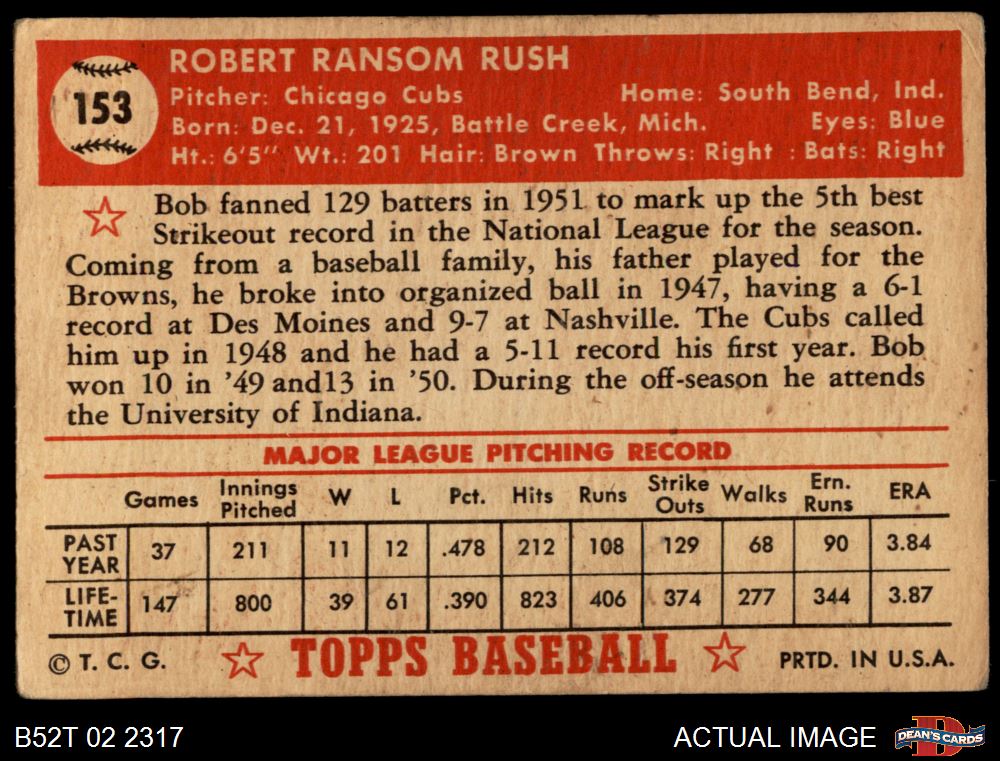 153
ROBERT RANSOM RUSH
Pitcher: Chicago Cubs Home: South Bend, Ind.
Born: Dec. 21, 1925, Battle Creek, Mich. Eyes: Blue
Ht.: 6'5" Wt.: 201 Hair: Brown Throws: Right : Bats: Right
Bob fanned 129 batters in 1951 to mark up the 5th best
Strikeout record in the National League for the season.
Coming from a baseball family, his father played for the
Browns, he broke into organized ball in 1947, having a 6-1
record at Des Moines and 9-7 at Nashville. The Cubs called
him up in 1948 and he had a 5-11 record his first year. Bob
won 10 in '49 and13 in '50. During the off-season he attends
the University of Indiana.
MAJOR LEAGUE PITCHING RECORD
Games Innings Pitched W L Pct. Hits Runs Strike Outs Walks Ern. Runs ERA
PAST YEAR 37 211 11 12 .478 212 108 129 68 90 3.84
LIFE-TIME 147 800 39 61 .390 823 406 374 277 344 3.87
© T. C. G. TOPPS BASEBALL PRTD. IN U.S.A.
B52T 02 2317 ACTUAL IMAGE DEAN'S CARDS